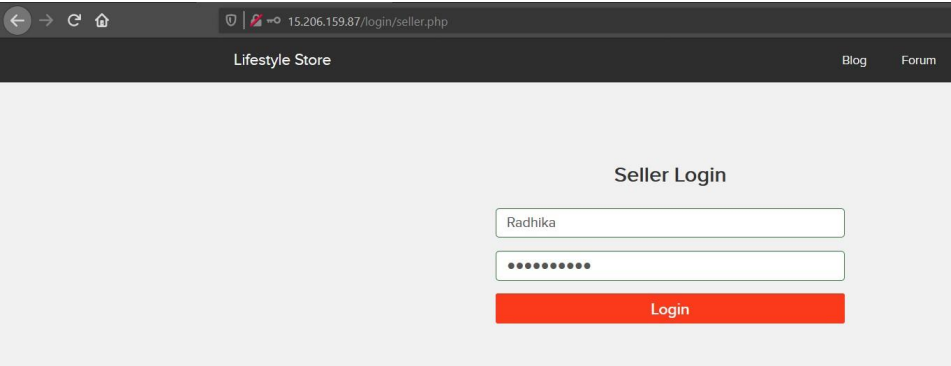 15.206.159.87/login/seller.php
Lifestyle Store Blog Forum
Seller Login
Radhika
••••••••••
Login